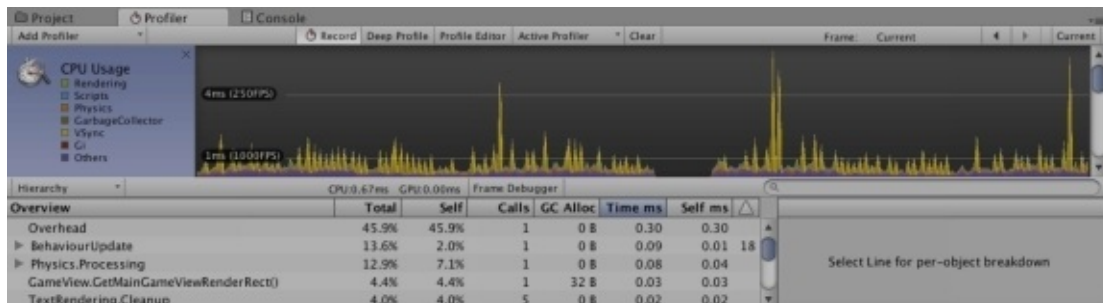 Project Profiler Console
Add Profiler Record Deep Profile Profile Editor Active Profiler Clear Frame: Current Current
CPU Usage
Rendering
Scripts
Physics
GarbageCollector
VSync
Gi
Others
4ms (250FPS)
1ms (1000FPS)
Hierarchy CPU:0.67ms GPU:0.00ms Frame Debugger
Overview Total Self Calls GC Alloc Time ms Self ms
Overhead 45.9% 45.9% 1 0 B 0.30 0.30
BehaviourUpdate 13.6% 2.0% 1 0 B 0.09 0.01 18
Physics.Processing 12.9% 7.1% 1 0 B 0.08 0.04
GameView.GetMainGameViewRenderRect() 4.4% 4.4% 1 32 B 0.03 0.03
TextRendering.Cleanup 4.0% 4.0% 5 0 B 0.02 0.02
Select Line for per-object breakdown